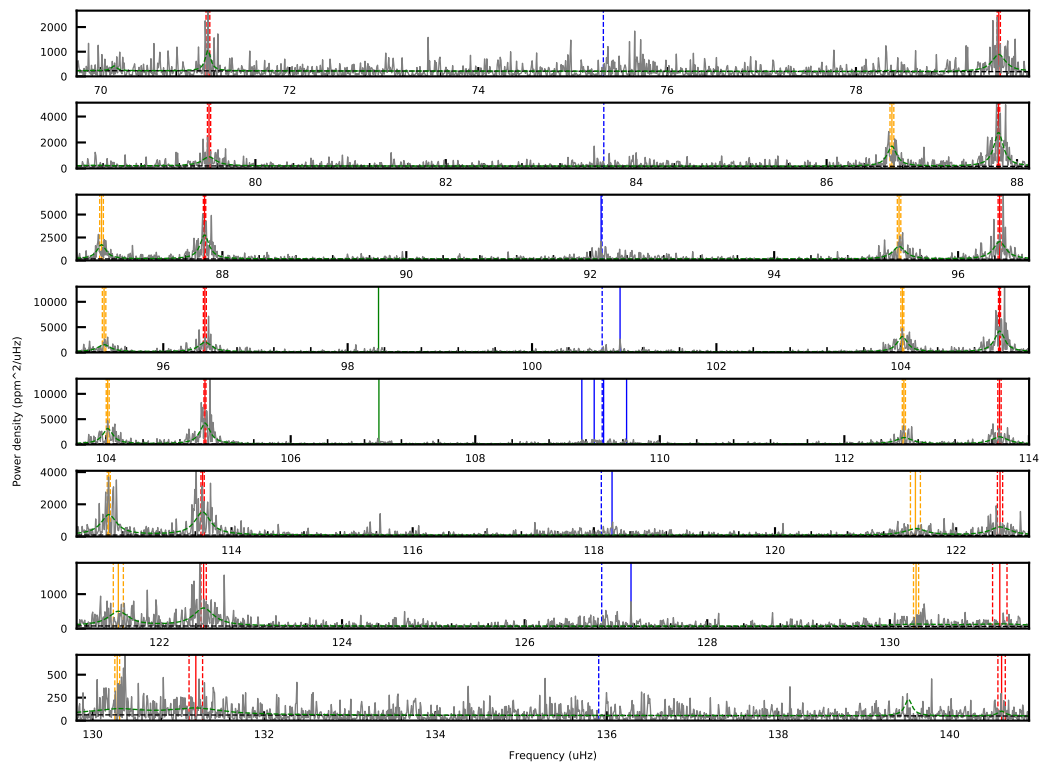 2000
1000
0
70 72 74 76 78
4000
2000
0
80 82 84 86 88
5000
2500
0
88 90 92 94 96
10000
5000
0
96 98 100 102 104
10000
5000
0
104 106 108 110 112 114
4000
2000
0
114 116 118 120 122
1000
0
122 124 126 128 130
500
250
0
130 132 134 136 138 140
Power density (ppm^2/uHz)
Frequency (uHz)